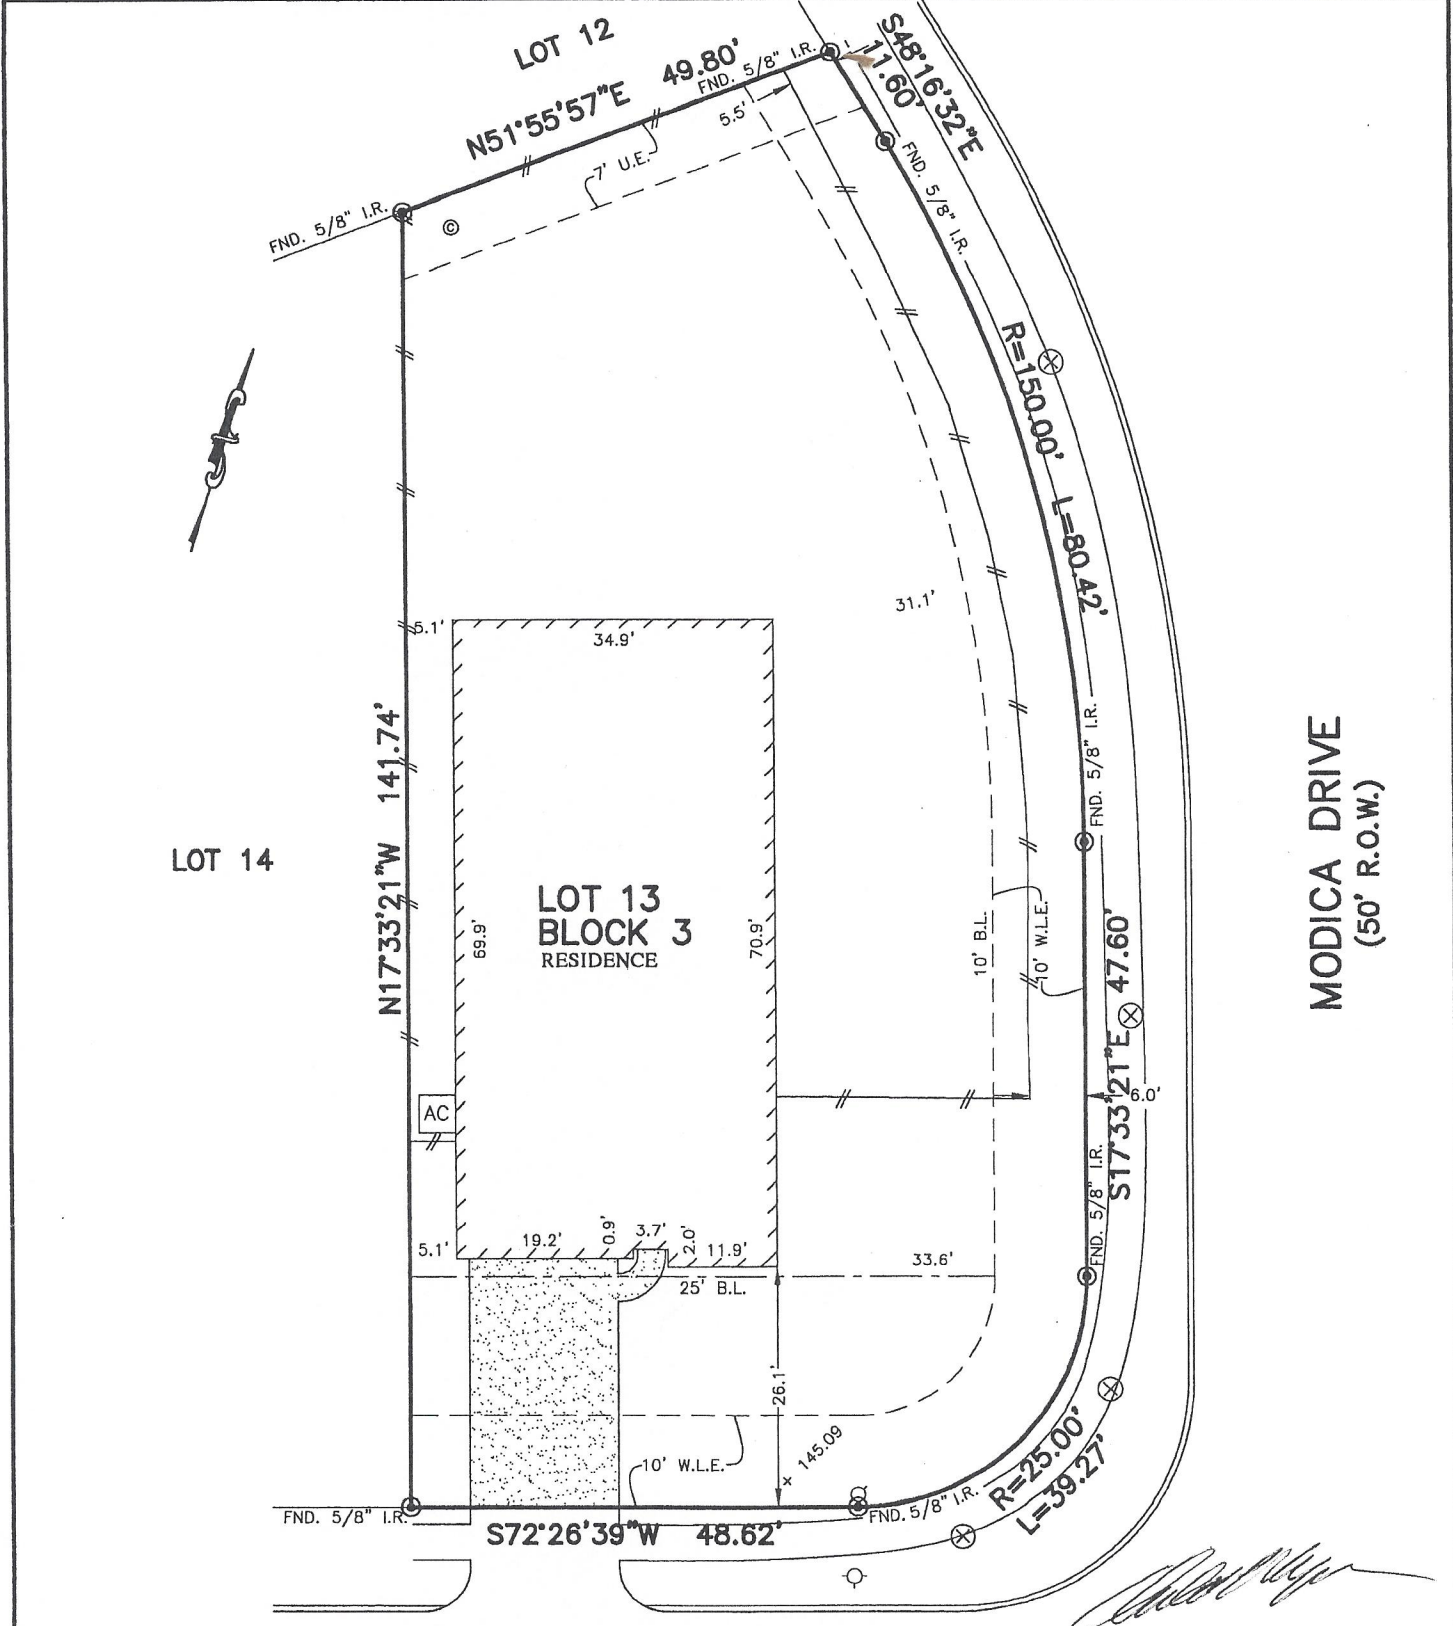 LOT 12
N51°55'57"E 49.80'
FND. 5/8" I.R.
S48°16'32"E
11.60'
5.5'
7' U.E.
FND. 5/8" I.R.
FND. 5/8" I.R.
©
R=150.00' L=80.42'
31.1'
5.1'
34.9'
N17°33'21"W 141.74'
LOT 14
LOT 13
BLOCK 3
RESIDENCE
69.9'
70.9'
10' B.L.
10' W.L.E.
FND. 5/8" I.R.
S17°33'21"E 47.60'
MODICA DRIVE
(50' R.O.W.)
AC
6.0'
FND. 5/8" I.R.
5.1'
19.2'
0.9'
3.7'
2.0'
11.9'
33.6'
25' B.L.
26.1'
145.09
10' W.L.E.
R=25.00'
L=39.27'
FND. 5/8" I.R.
FND. 5/8" I.R.
S72°26'39"W 48.62'